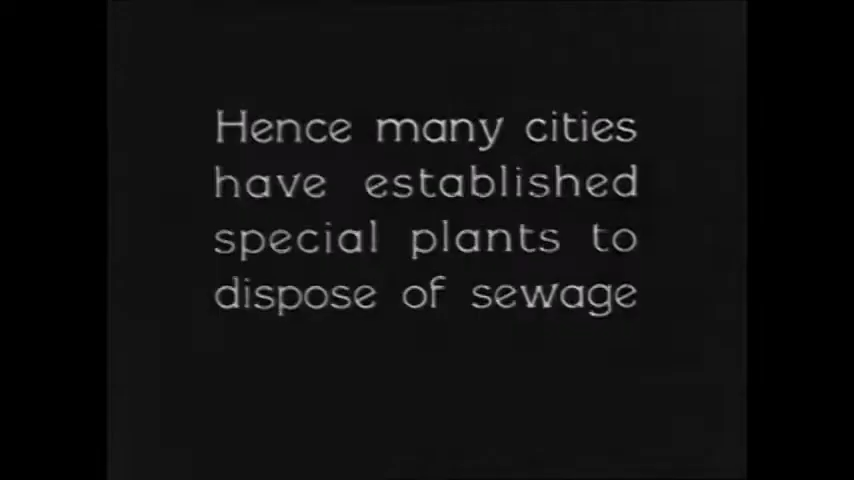 Hence many cities
have established
special plants to
dispose of sewage